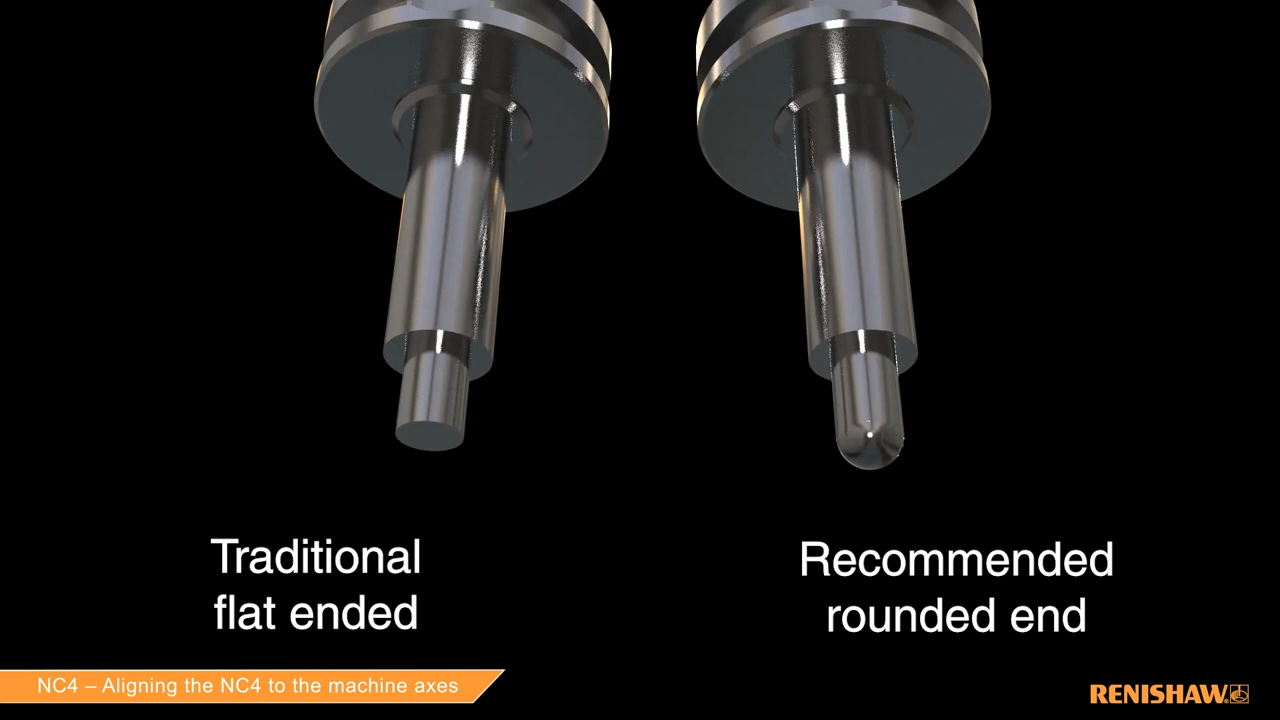 Traditional
flat ended
Recommended
rounded end
NC4 – Aligning the NC4 to the machine axes
RENISHAW